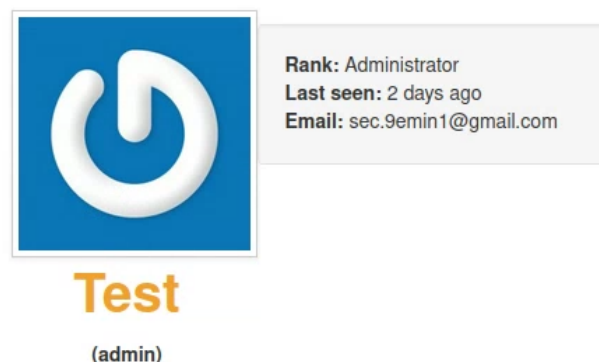 Rank: Administrator
Last seen: 2 days ago
Email: sec.9emin1@gmail.com
Test
(admin)